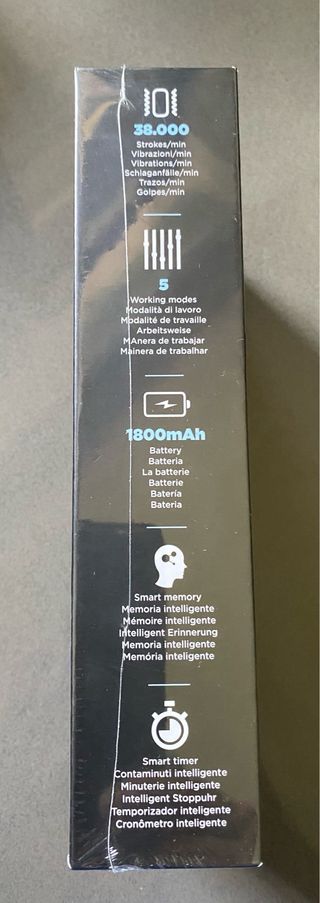 38.000
Strokes/min
Vibrazioni/min
Vibrations/min
Schlaganfälle/min
Trazos/min
Golpes/min
5
Working modes
Modalità di lavoro
Modalité de travaille
Arbeitsweise
MAnera de trabajar
Mainera de trabalhar
1800mAh
Battery
Batteria
La batterie
Batterie
Batería
Bateria
Smart memory
Memoria intelligente
Mémoire intelligente
Intelligent Erinnerung
Memoria intelligente
Memória inteligente
Smart timer
Contaminuti intelligente
Minuterie intelligente
Intelligent Stoppuhr
Temporizador inteligente
Cronômetro inteligente